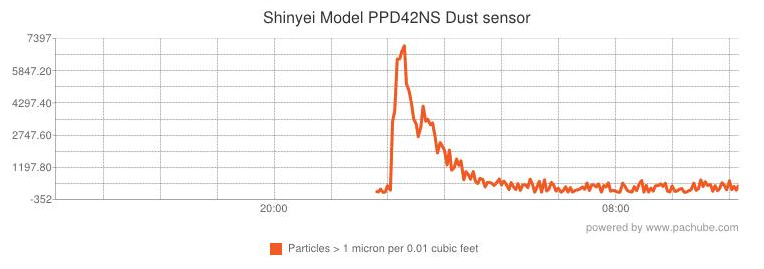 Shinyei Model PPD42NS Dust sensor
7397
5847.20
4297.40
2747.60
1197.80
-352
20:00
08:00
powered by www.pachube.com
Particles > 1 micron per 0.01 cubic feet